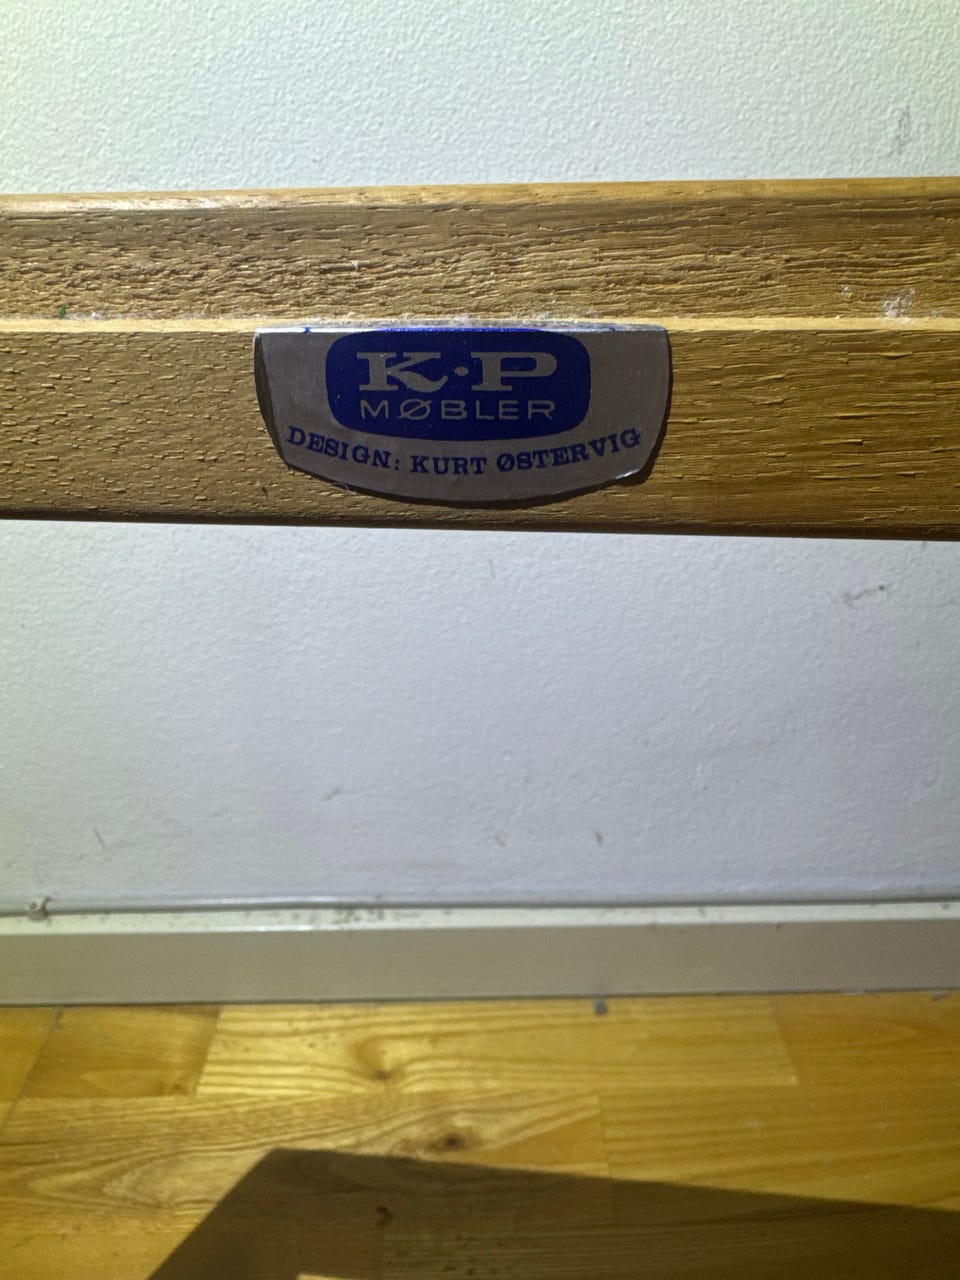 K·P
MØBLER
DESIGN: KURT ØSTERVIG